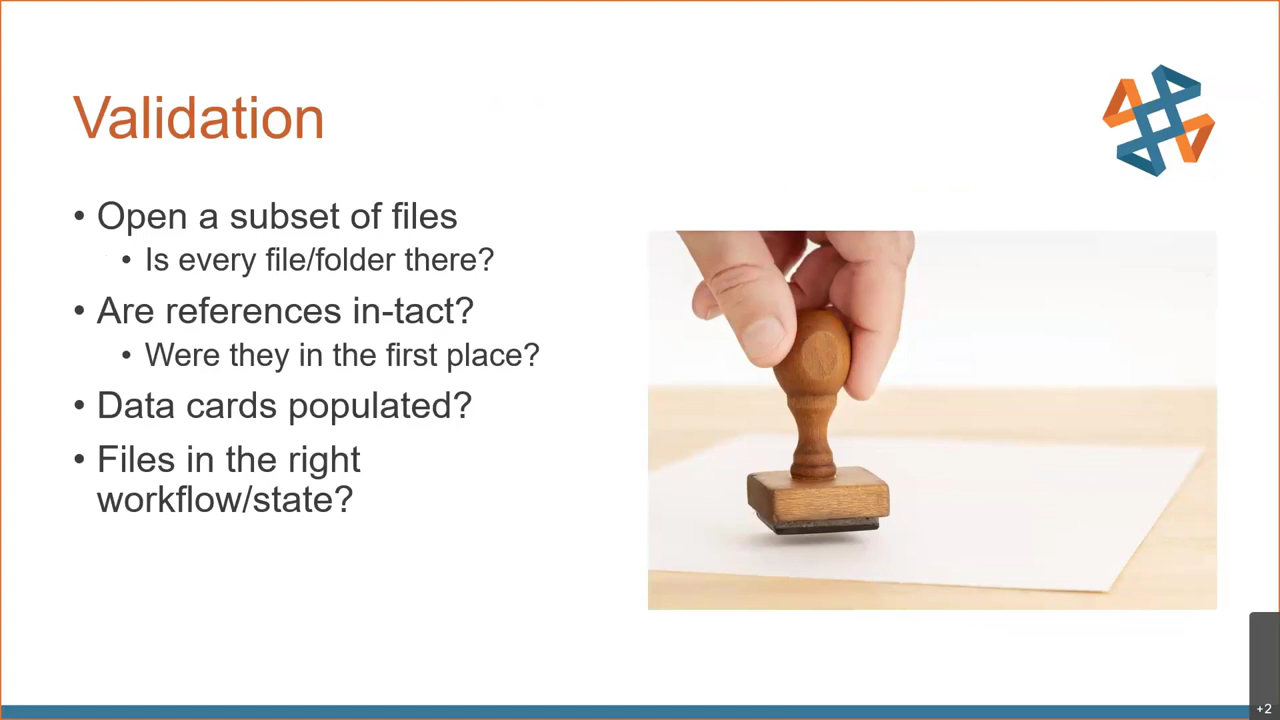 Validation
• Open a subset of files
• Is every file/folder there?
• Are references in-tact?
• Were they in the first place?
• Data cards populated?
• Files in the right
workflow/state?
+2